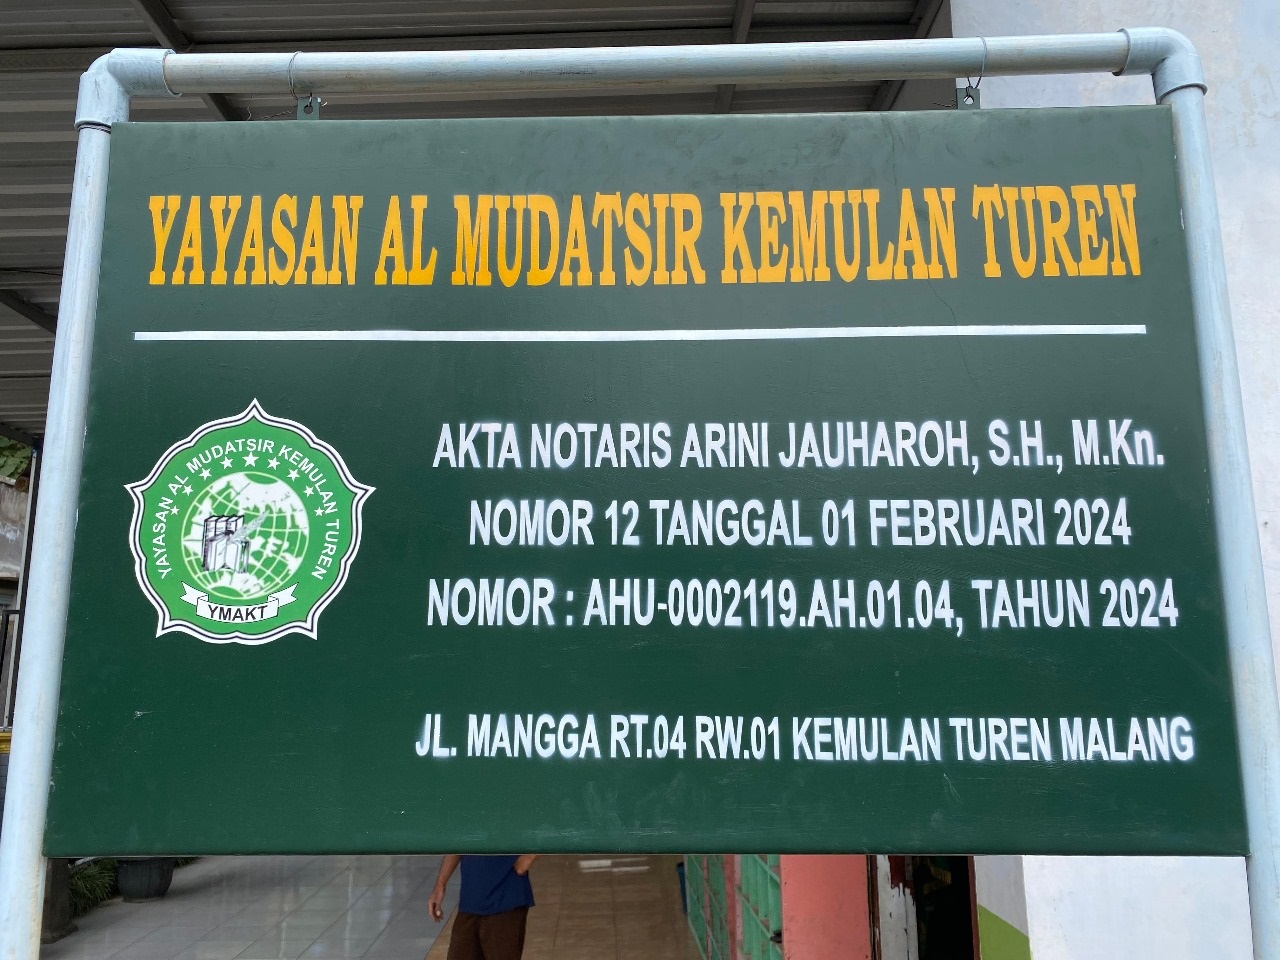 YAYASAN AL MUDATSIR KEMULAN TUREN
YAYASAN AL MUDATSIR KEMULAN TUREN
YMAKT
AKTA NOTARIS ARINI JAUHAROH, S.H., M.Kn.
NOMOR 12 TANGGAL 01 FEBRUARI 2024
NOMOR : AHU-0002119.AH.01.04, TAHUN 2024
JL. MANGGA RT.04 RW.01 KEMULAN TUREN MALANG